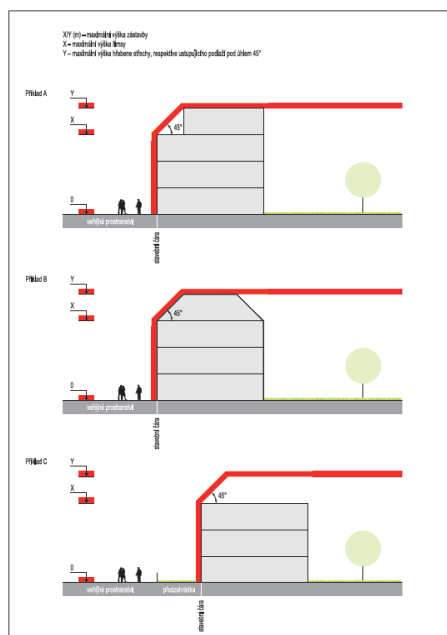 X/Y (m) – maximální výška zástavby
X – maximální výška římsy
Y – maximální výška hřebene střechy, respektive ustupujícího podlaží pod úhlem 45°
Příklad A
Y
X
45°
0
veřejné prostranství
stavební čára
Příklad B
Y
X
45°
0
veřejné prostranství
stavební čára
Příklad C
Y
X
45°
0
veřejné prostranství
předzahrádka
stavební čára